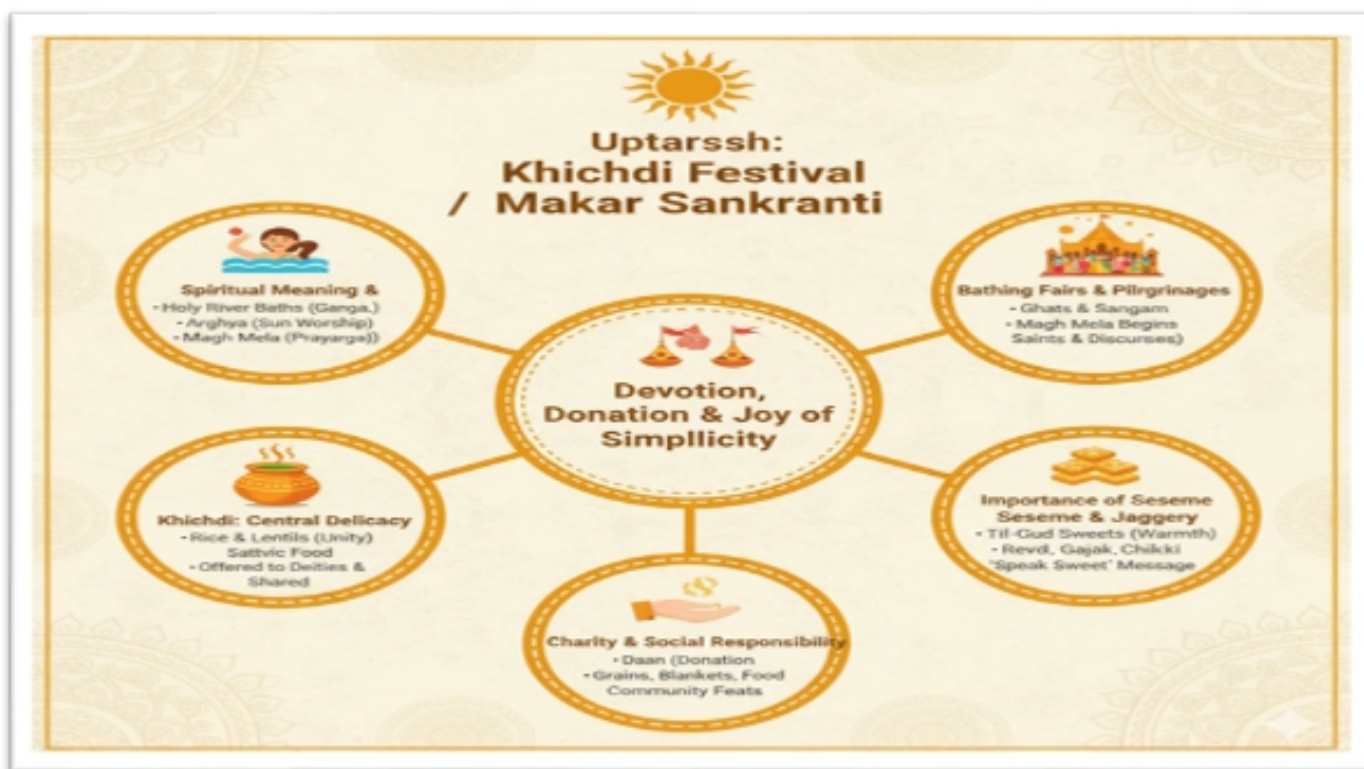 Uptarssh:
Khichdi Festival
/ Makar Sankranti
Spiritual Meaning &
• Holy River Baths (Ganga,)
• Arghya (Sun Worship)
• Magh Mela (Prayarga))
Bathing Fairs & Pilrgrinages
• Ghats & Sangam
• Magh Mela Begins
Saints & Discurses)
Devotion,
Donation & Joy of
Simpllicity
Khichdi: Central Delicacy
• Rice & Lentils (Unity)
Sattvic Food
• Offered to Deities &
Shared
Importance of Seseme
Seseme & Jaggery
• Til-Gud Sweets (Warmth)
• Revdi, Gajak, Chikki
"Speak Sweet" Message
Charity & Social Responsibility
• Daan (Donation
• Grains, Blankets, Food
Community Feats